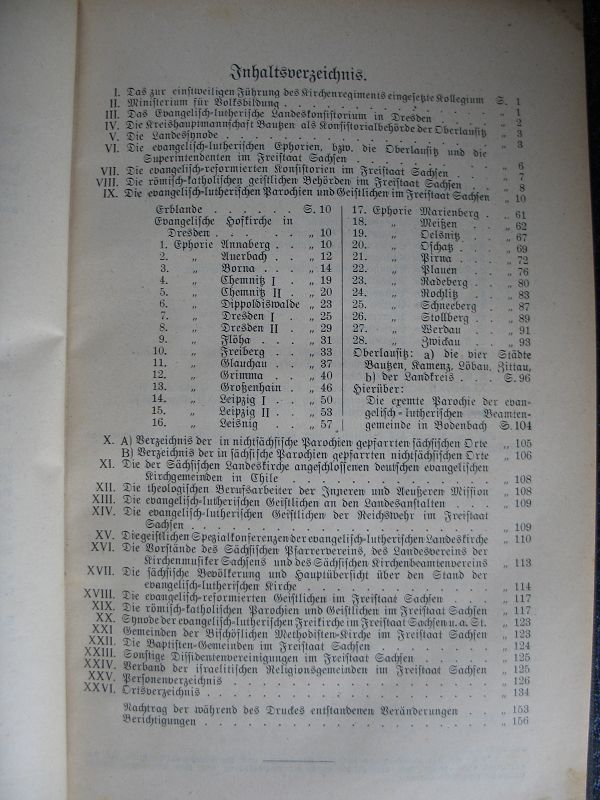 Inhaltsverzeichnis.
I. Das zur einstweiligen Führung des Kirchenregiments eingesetzte Kollegium S. 1
II. Ministerium für Volksbildung . . . „ 1
III. Das Evangelisch-lutherische Landeskonsistorium in Dresden . . „ 2
IV. Die Kreishauptmannschaft Bautzen als Konsistorialbehörde der Oberlausitz „ 3
V. Die Landessynode . . . „ 3
VI. Die evangelisch-lutherischen Ephorien, bzw. die Oberlausitz und die
Superintendenten im Freistaat Sachsen . . . „ 6
VII. Die evangelisch-reformierten Konsistorien im Freistaat Sachsen . . „ 7
VIII. Die römisch-katholischen geistlichen Behörden im Freistaat Sachsen . „ 8
IX. Die evangelisch-lutherischen Parochien und Geistlichen im Freistaat Sachsen „ 10
Erblande . . . S. 10
Evangelische Hofkirche in
Dresden . . . „ 10
1. Ephorie Annaberg . . „ 10
2. „ Auerbach . . „ 12
3. „ Borna . . . „ 14
4. „ Chemnitz I . „ 19
5. „ Chemnitz II . „ 20
6. „ Dippoldiswalde „ 23
7. „ Dresden I . „ 25
8. „ Dresden II . „ 29
9. „ Flöha . . . „ 31
10. „ Freiberg . . „ 33
11. „ Glauchau . . „ 37
12. „ Grimma . . „ 40
13. „ Großenhain . „ 46
14. „ Leipzig I . . „ 50
15. „ Leipzig II . . „ 53
16. „ Leisnig . . „ 57
17. Ephorie Marienberg . „ 61
18. „ Meißen . . „ 62
19. „ Oelsnitz . . „ 67
20. „ Oschatz . . „ 69
21. „ Pirna . . . „ 72
22. „ Plauen . . „ 76
23. „ Radeberg . . „ 80
24. „ Rochlitz . . „ 83
25. „ Schneeberg . „ 87
26. „ Stollberg . . „ 89
27. „ Werdau . . „ 91
28. „ Zwickau . . „ 93
Oberlausitz: a) die vier Städte
Bautzen, Kamenz, Löbau, Zittau,
b) der Landkreis . . . S. 96
Hierüber:
Die exemte Parochie der evan-
gelisch-lutherischen Beamten-
gemeinde in Bodenbach S. 104
X. A) Verzeichnis der in nichtsächsische Parochien gepfarrten sächsischen Orte „ 105
B) Verzeichnis der in sächsische Parochien gepfarrten nichtsächsischen Orte „ 106
XI. Die der Sächsischen Landeskirche angeschlossenen deutschen evangelischen
Kirchgemeinden in Chile . . . „ 108
XII. Die theologischen Berufsarbeiter der Inneren und Aeußeren Mission „ 108
XIII. Die evangelisch-lutherischen Geistlichen an den Landesanstalten . . „ 109
XIV. Die evangelisch-lutherischen Geistlichen der Reichswehr im Freistaat
Sachsen . . . „ 109
XV. Die geistlichen Spezialkonferenzen der evangelisch-lutherischen Landeskirche „ 110
XVI. Die Vorstände des Sächsischen Pfarrervereins, des Landesvereins der
Kirchenmusiker Sachsens und des Sächsischen Kirchenbeamtenvereins „ 113
XVII. Die sächsische Bevölkerung und Hauptübersicht über den Stand der
evangelisch-lutherischen Kirche . . . „ 114
XVIII. Die evangelisch-reformierten Geistlichen im Freistaat Sachsen . . „ 117
XIX. Die römisch-katholischen Parochien und Geistlichen im Freistaat Sachsen „ 117
XX. Synode der evangelisch-lutherischen Freikirche im Freistaat Sachsen u. a. St. „ 123
XXI. Gemeinden der Bischöflichen Methodisten-Kirche im Freistaat Sachsen „ 123
XXII. Die Baptisten-Gemeinden im Freistaat Sachsen . . . „ 124
XXIII. Sonstige Dissidentenvereinigungen im Freistaat Sachsen . . . „ 125
XXIV. Verband der israelitischen Religionsgemeinden im Freistaat Sachsen „ 125
XXV. Personenverzeichnis . . . „ 126
XXVI. Ortsverzeichnis . . . „ 134
Nachtrag der während des Druckes entstandenen Veränderungen . . „ 153
Berichtigungen . . . „ 156